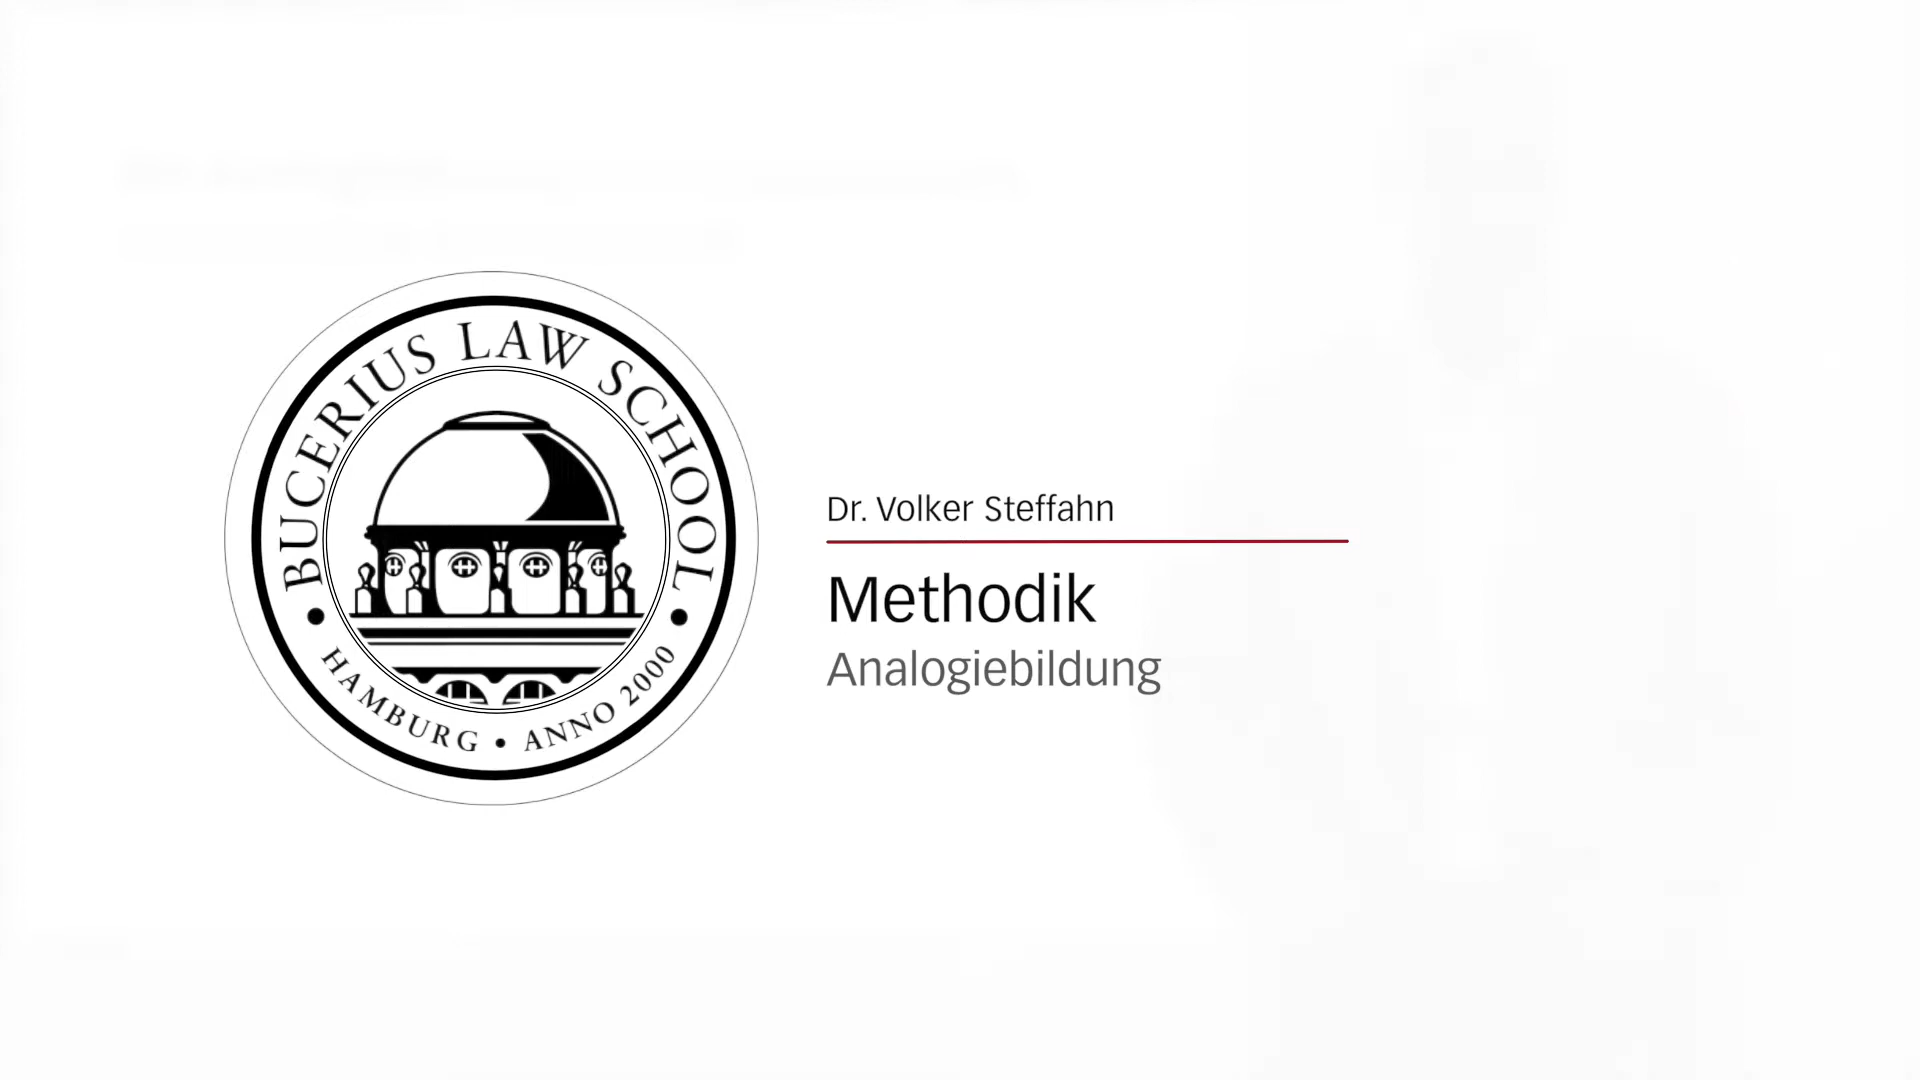 BUCERIUS LAW SCHOOL
HAMBURG • ANNO 2000
Dr. Volker Steffahn
Methodik
Analogiebildung